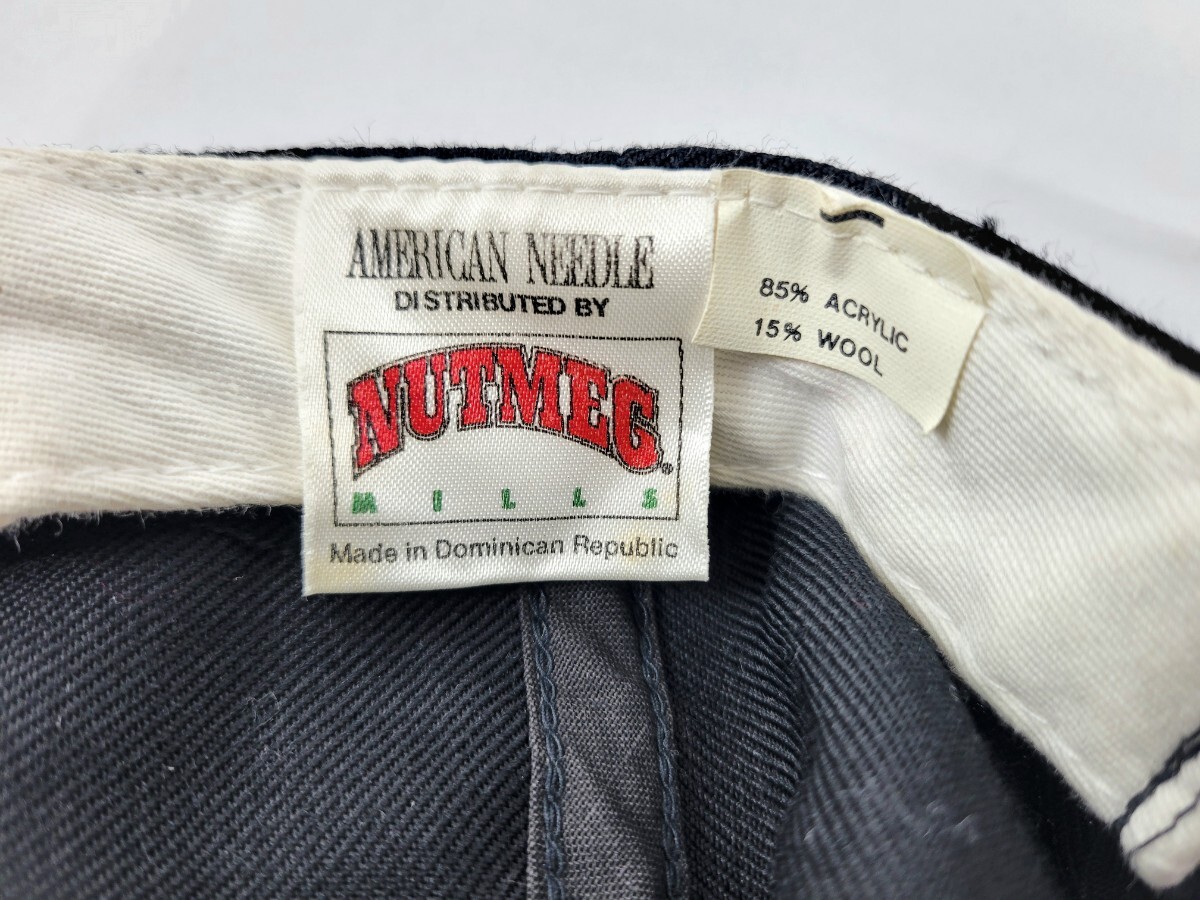 AMERICAN NEEDLE
DISTRIBUTED BY
NUTMEG®
MILLS
Made in Dominican Republic
85% ACRYLIC
15% WOOL